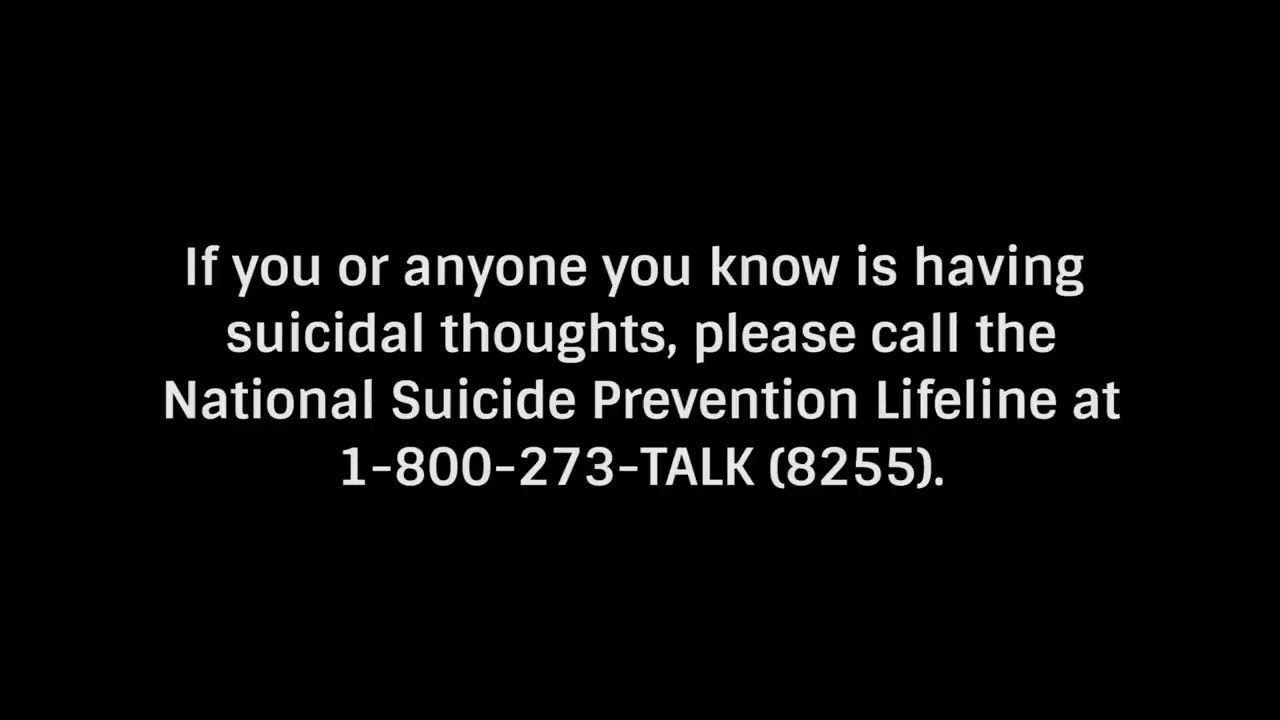 If you or anyone you know is having
suicidal thoughts, please call the
National Suicide Prevention Lifeline at
1-800-273-TALK (8255).